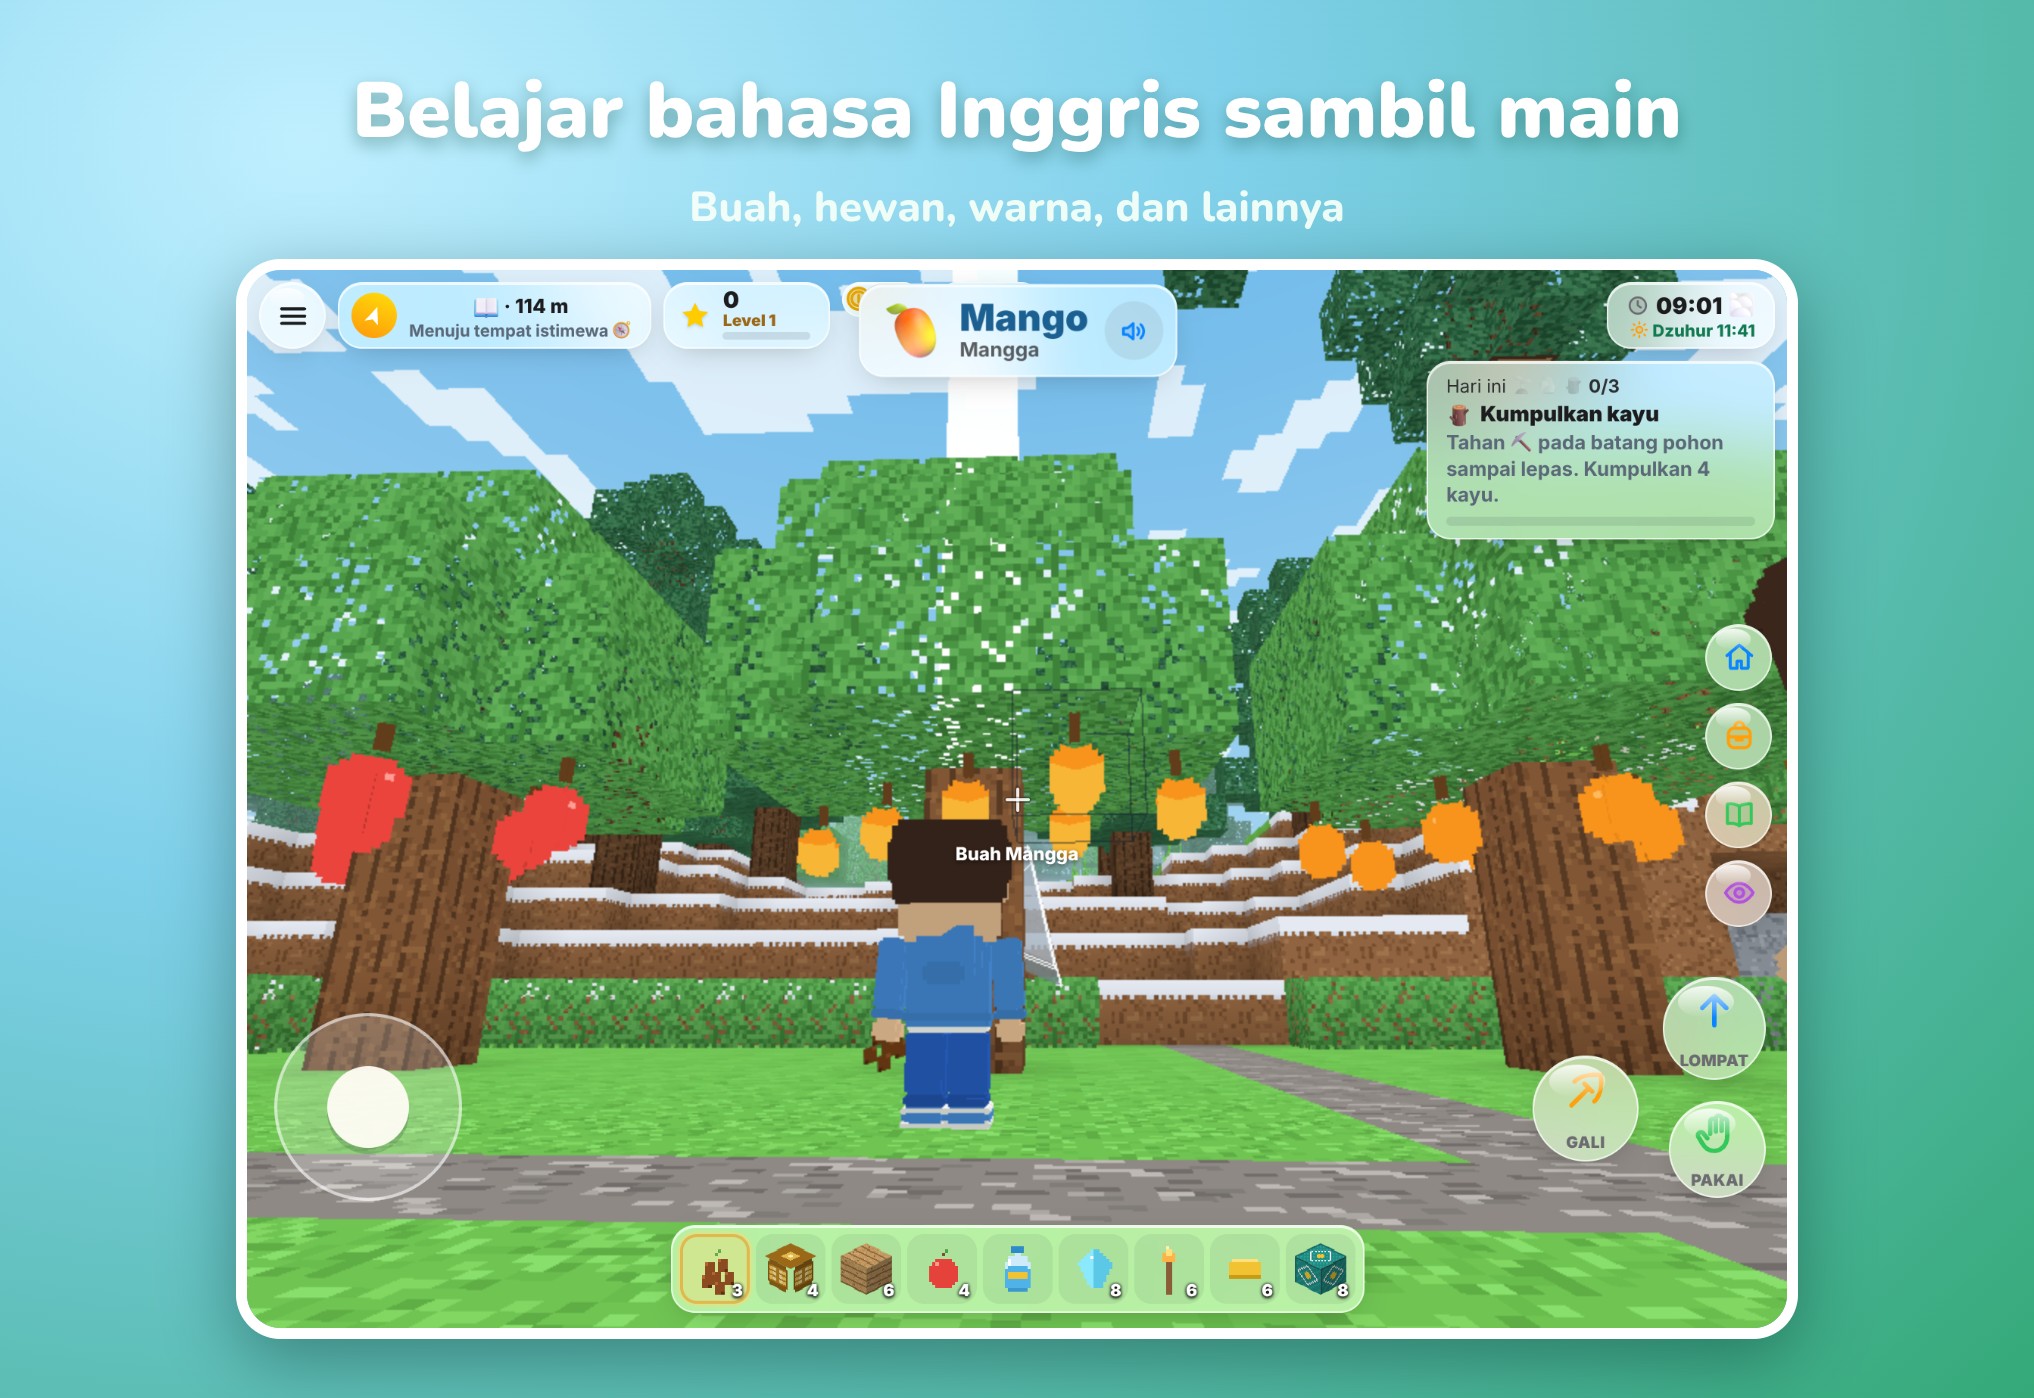 Belajar bahasa Inggris sambil main
Buah, hewan, warna, dan lainnya
· 114 m
Menuju tempat istimewa
0
Level 1
Mango
Mangga
09:01
Dzuhur 11:41
Hari ini 0/3
Kumpulkan kayu
Tahan pada batang pohon
sampai lepas. Kumpulkan 4
kayu.
Buah Mangga
LOMPAT
GALI
PAKAI
3
4
6
4
8
6
6
8